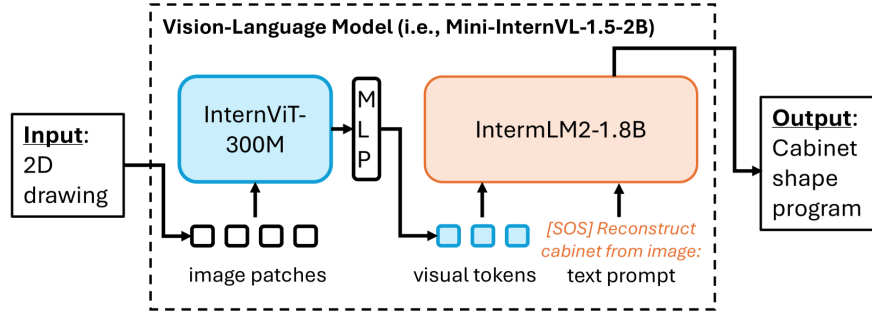 Vision-Language Model (i.e., Mini-InternVL-1.5-2B)
Input:
2D
drawing
InternViT-
300M
M
L
P
IntermLM2-1.8B
Output:
Cabinet
shape
program
image patches
visual tokens
[SOS] Reconstruct
cabinet from image:
text prompt